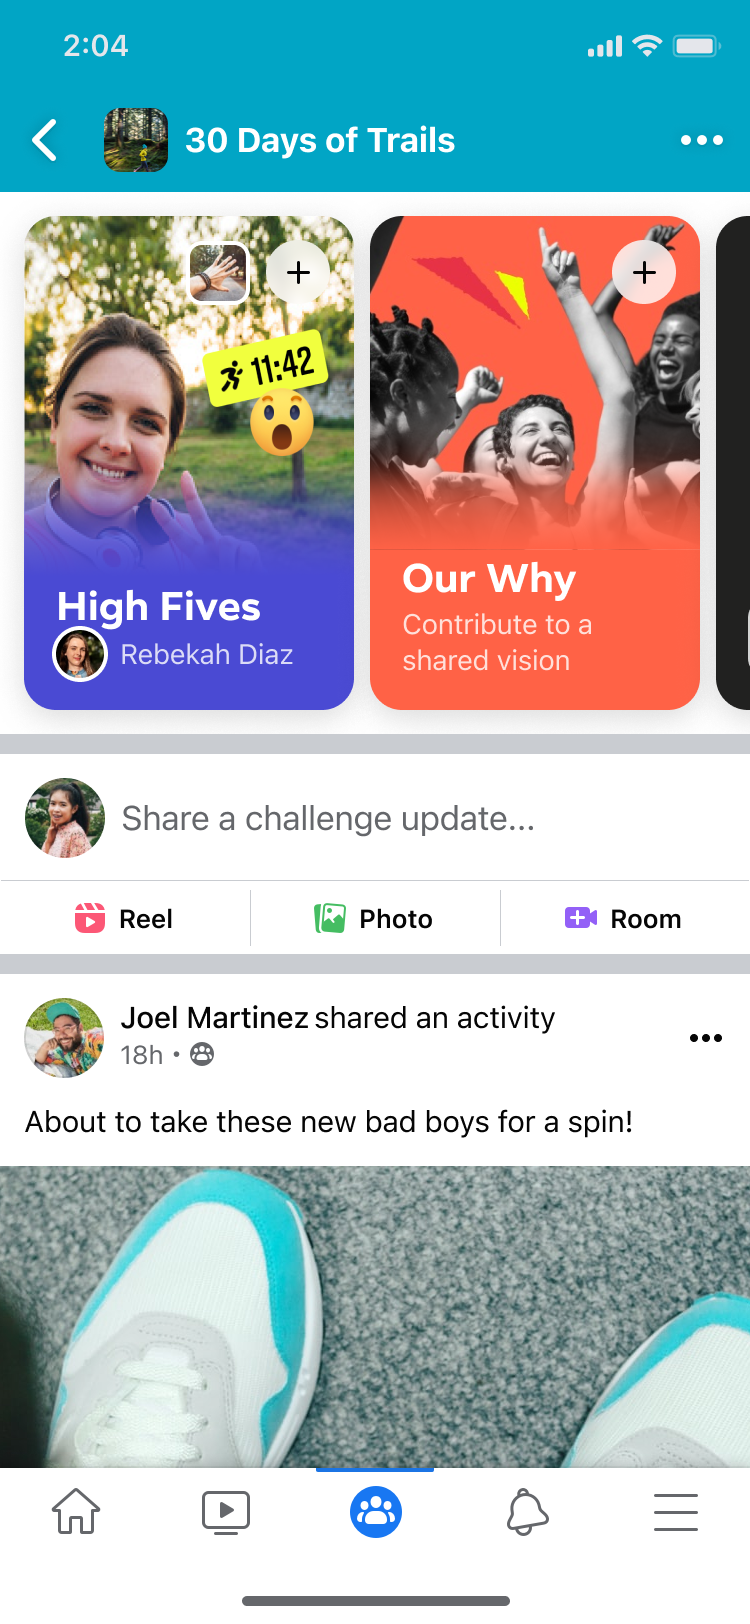 2:04
30 Days of Trails
11:42
High Fives
Rebekah Diaz
Our Why
Contribute to a
shared vision
Share a challenge update...
Reel
Photo
Room
Joel Martinez shared an activity
18h •
About to take these new bad boys for a spin!